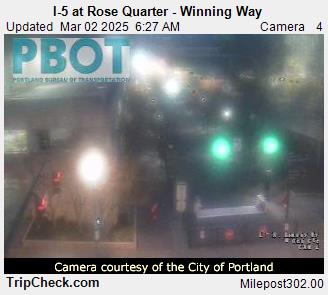 I-5 at Rose Quarter - Winning Way
Updated Mar 02 2025 6:27 AM Camera 4
PBOT
PORTLAND BUREAU OF TRANSPORTATION
Camera courtesy of the City of Portland
TripCheck.com Milepost302.00